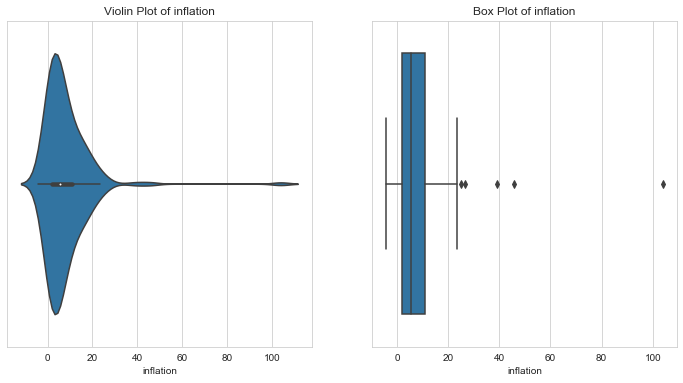 Violin Plot of inflation
0 20 40 60 80 100
inflation
Box Plot of inflation
0 20 40 60 80 100
inflation